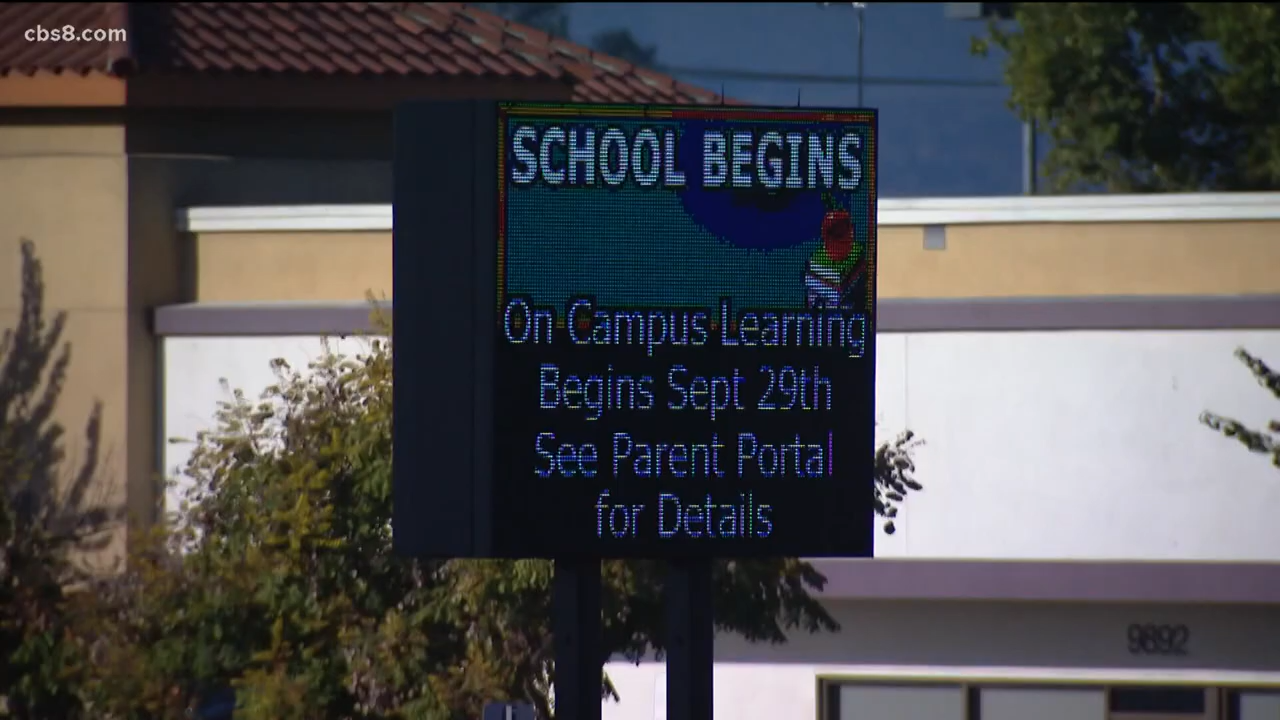 cbs8.com
SCHOOL BEGINS
On Campus Learning
Begins Sept 29th
See Parent Portal
for Details
9892